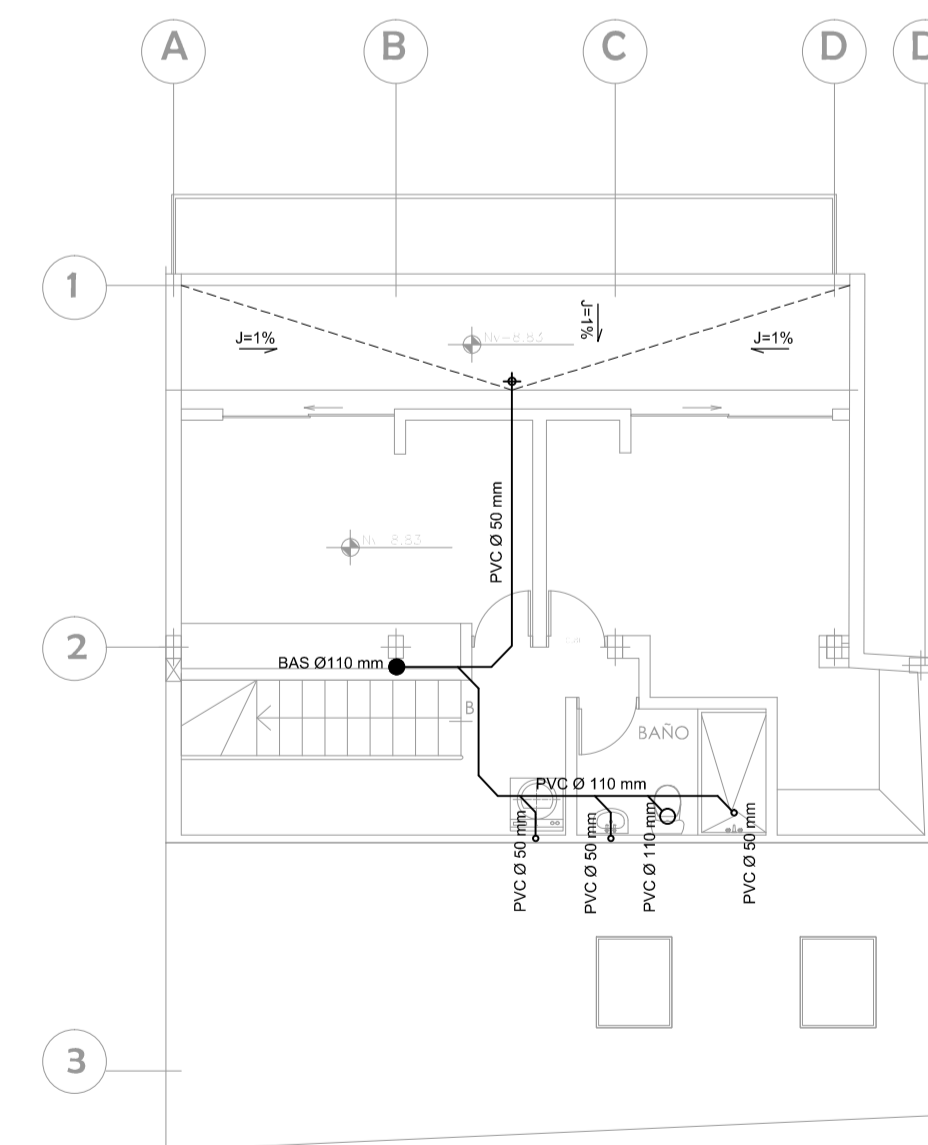 A
B
C
D
D
1
J=1%
J=1%
J=1%
PVC Ø 50 mm
2
BAS Ø110 mm
B
BAÑO
PVC Ø 110 mm
PVC Ø 50 mm
PVC Ø 50 mm
PVC Ø 110 mm
PVC Ø 50 mm
3